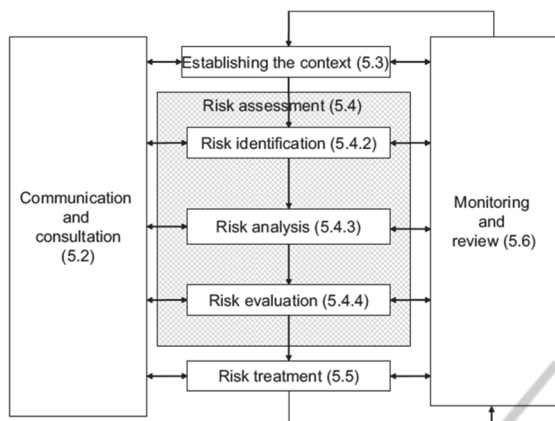 Establishing the context (5.3)
Risk assessment (5.4)
Risk identification (5.4.2)
Communication
and
consultation
(5.2)
Risk analysis (5.4.3)
Monitoring
and
review (5.6)
Risk evaluation (5.4.4)
Risk treatment (5.5)